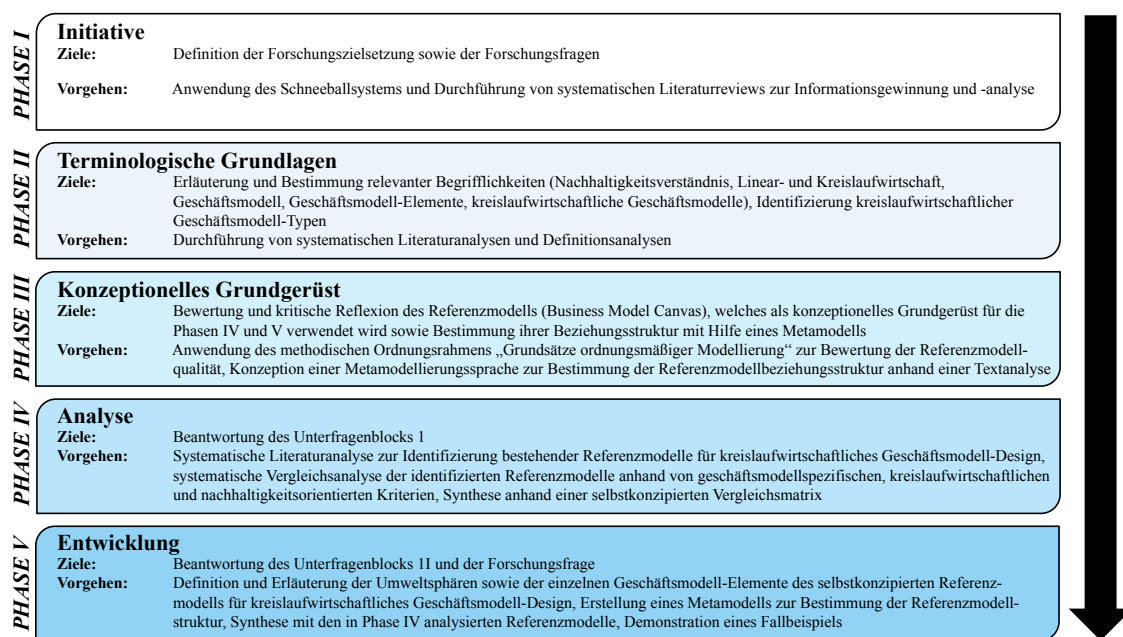 PHASE I
Initiative
Ziele: Definition der Forschungszielsetzung sowie der Forschungsfragen
Vorgehen: Anwendung des Schneeballsystems und Durchführung von systematischen Literaturreviews zur Informationsgewinnung und -analyse
PHASE II
Terminologische Grundlagen
Ziele: Erläuterung und Bestimmung relevanter Begrifflichkeiten (Nachhaltigkeitsverständnis, Linear- und Kreislaufwirtschaft,
Geschäftsmodell, Geschäftsmodell-Elemente, kreislaufwirtschaftliche Geschäftsmodelle), Identifizierung kreislaufwirtschaftlicher
Geschäftsmodell-Typen
Vorgehen: Durchführung von systematischen Literaturanalysen und Definitionsanalysen
PHASE III
Konzeptionelles Grundgerüst
Ziele: Bewertung und kritische Reflexion des Referenzmodells (Business Model Canvas), welches als konzeptionelles Grundgerüst für die
Phasen IV und V verwendet wird sowie Bestimmung ihrer Beziehungsstruktur mit Hilfe eines Metamodells
Vorgehen: Anwendung des methodischen Ordnungsrahmens „Grundsätze ordnungsmäßiger Modellierung“ zur Bewertung der Referenzmodell-
qualität, Konzeption einer Metamodellierungssprache zur Bestimmung der Referenzmodellbeziehungsstruktur anhand einer Textanalyse
PHASE IV
Analyse
Ziele: Beantwortung des Unterfragenblocks 1
Vorgehen: Systematische Literaturanalyse zur Identifizierung bestehender Referenzmodelle für kreislaufwirtschaftliches Geschäftsmodell-Design,
systematische Vergleichsanalyse der identifizierten Referenzmodelle anhand von geschäftsmodellspezifischen, kreislaufwirtschaftlichen
und nachhaltigkeitsorientierten Kriterien, Synthese anhand einer selbstkonzipierten Vergleichsmatrix
PHASE V
Entwicklung
Ziele: Beantwortung des Unterfragenblocks 1I und der Forschungsfrage
Vorgehen: Definition und Erläuterung der Umweltsphären sowie der einzelnen Geschäftsmodell-Elemente des selbstkonzipierten Referenz-
modells für kreislaufwirtschaftliches Geschäftsmodell-Design, Erstellung eines Metamodells zur Bestimmung der Referenzmodell-
struktur, Synthese mit den in Phase IV analysierten Referenzmodelle, Demonstration eines Fallbeispiels